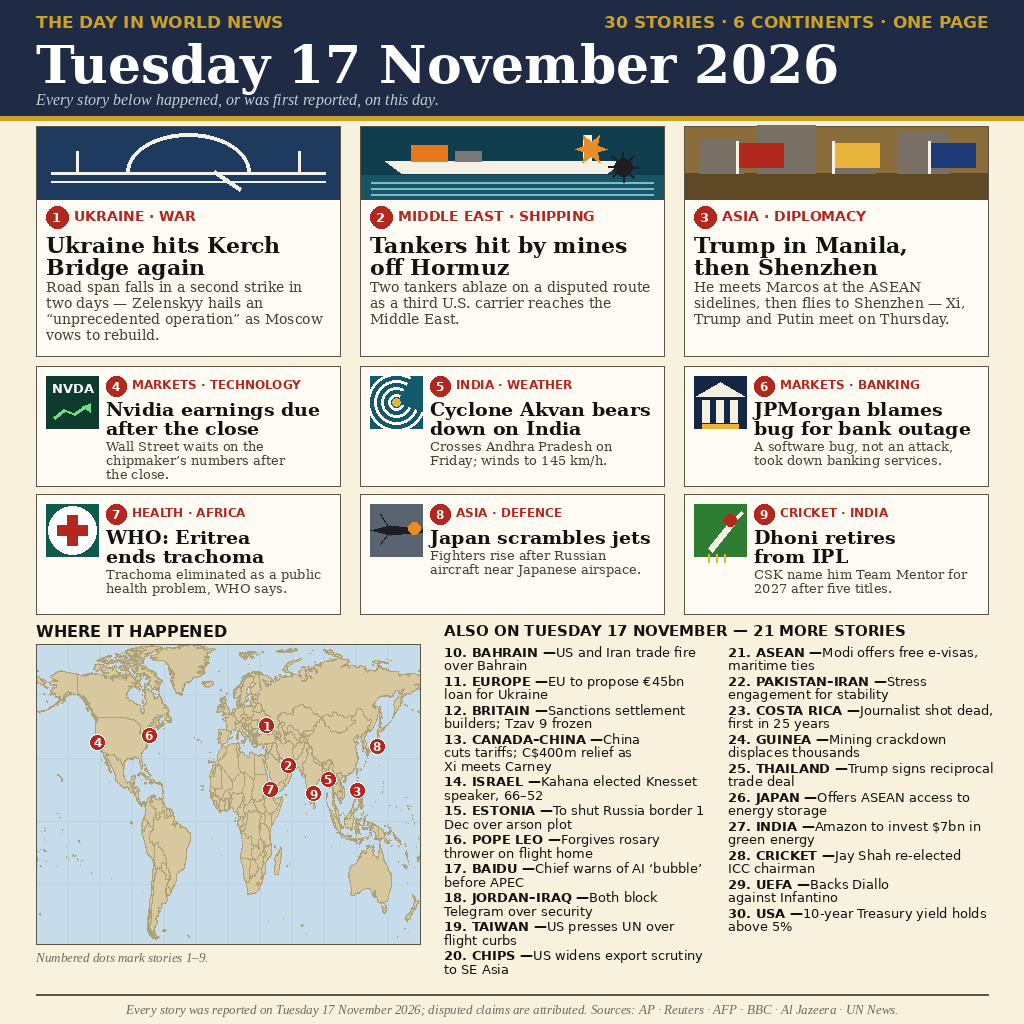 THE DAY IN WORLD NEWS
30 STORIES · 6 CONTINENTS · ONE PAGE
Tuesday 17 November 2026
Every story below happened, or was first reported, on this day.
1 UKRAINE · WAR
Ukraine hits Kerch
Bridge again
Road span falls in a second strike in
two days — Zelenskyy hails an
“unprecedented operation” as Moscow
vows to rebuild.
2 MIDDLE EAST · SHIPPING
Tankers hit by mines
off Hormuz
Two tankers ablaze on a disputed route
as a third U.S. carrier reaches the
Middle East.
3 ASIA · DIPLOMACY
Trump in Manila,
then Shenzhen
He meets Marcos at the ASEAN
sidelines, then flies to Shenzhen — Xi,
Trump and Putin meet on Thursday.
NVDA
4 MARKETS · TECHNOLOGY
Nvidia earnings due
after the close
Wall Street waits on the
chipmaker’s numbers after
the close.
5 INDIA · WEATHER
Cyclone Akvan bears
down on India
Crosses Andhra Pradesh on
Friday; winds to 145 km/h.
6 MARKETS · BANKING
JPMorgan blames
bug for bank outage
A software bug, not an attack,
took down banking services.
7 HEALTH · AFRICA
WHO: Eritrea
ends trachoma
Trachoma eliminated as a public
health problem, WHO says.
8 ASIA · DEFENCE
Japan scrambles jets
Fighters rise after Russian
aircraft near Japanese airspace.
9 CRICKET · INDIA
Dhoni retires
from IPL
CSK name him Team Mentor for
2027 after five titles.
WHERE IT HAPPENED
1
2
3
4
5
6
7
8
9
Numbered dots mark stories 1–9.
ALSO ON TUESDAY 17 NOVEMBER — 21 MORE STORIES
10. BAHRAIN —US and Iran trade fire
over Bahrain
11. EUROPE —EU to propose €45bn
loan for Ukraine
12. BRITAIN —Sanctions settlement
builders; Tzav 9 frozen
13. CANADA–CHINA —China
cuts tariffs; C$400m relief as
Xi meets Carney
14. ISRAEL —Kahana elected Knesset
speaker, 66–52
15. ESTONIA —To shut Russia border 1
Dec over arson plot
16. POPE LEO —Forgives rosary
thrower on flight home
17. BAIDU —Chief warns of AI ‘bubble’
before APEC
18. JORDAN–IRAQ —Both block
Telegram over security
19. TAIWAN —US presses UN over
flight curbs
20. CHIPS —US widens export scrutiny
to SE Asia
21. ASEAN —Modi offers free e-visas,
maritime ties
22. PAKISTAN–IRAN —Stress
engagement for stability
23. COSTA RICA —Journalist shot dead,
first in 25 years
24. GUINEA —Mining crackdown
displaces thousands
25. THAILAND —Trump signs reciprocal
trade deal
26. JAPAN —Offers ASEAN access to
energy storage
27. INDIA —Amazon to invest $7bn in
green energy
28. CRICKET —Jay Shah re-elected
ICC chairman
29. UEFA —Backs Diallo
against Infantino
30. USA —10-year Treasury yield holds
above 5%
Every story was reported on Tuesday 17 November 2026; disputed claims are attributed. Sources: AP · Reuters · AFP · BBC · Al Jazeera · UN News.